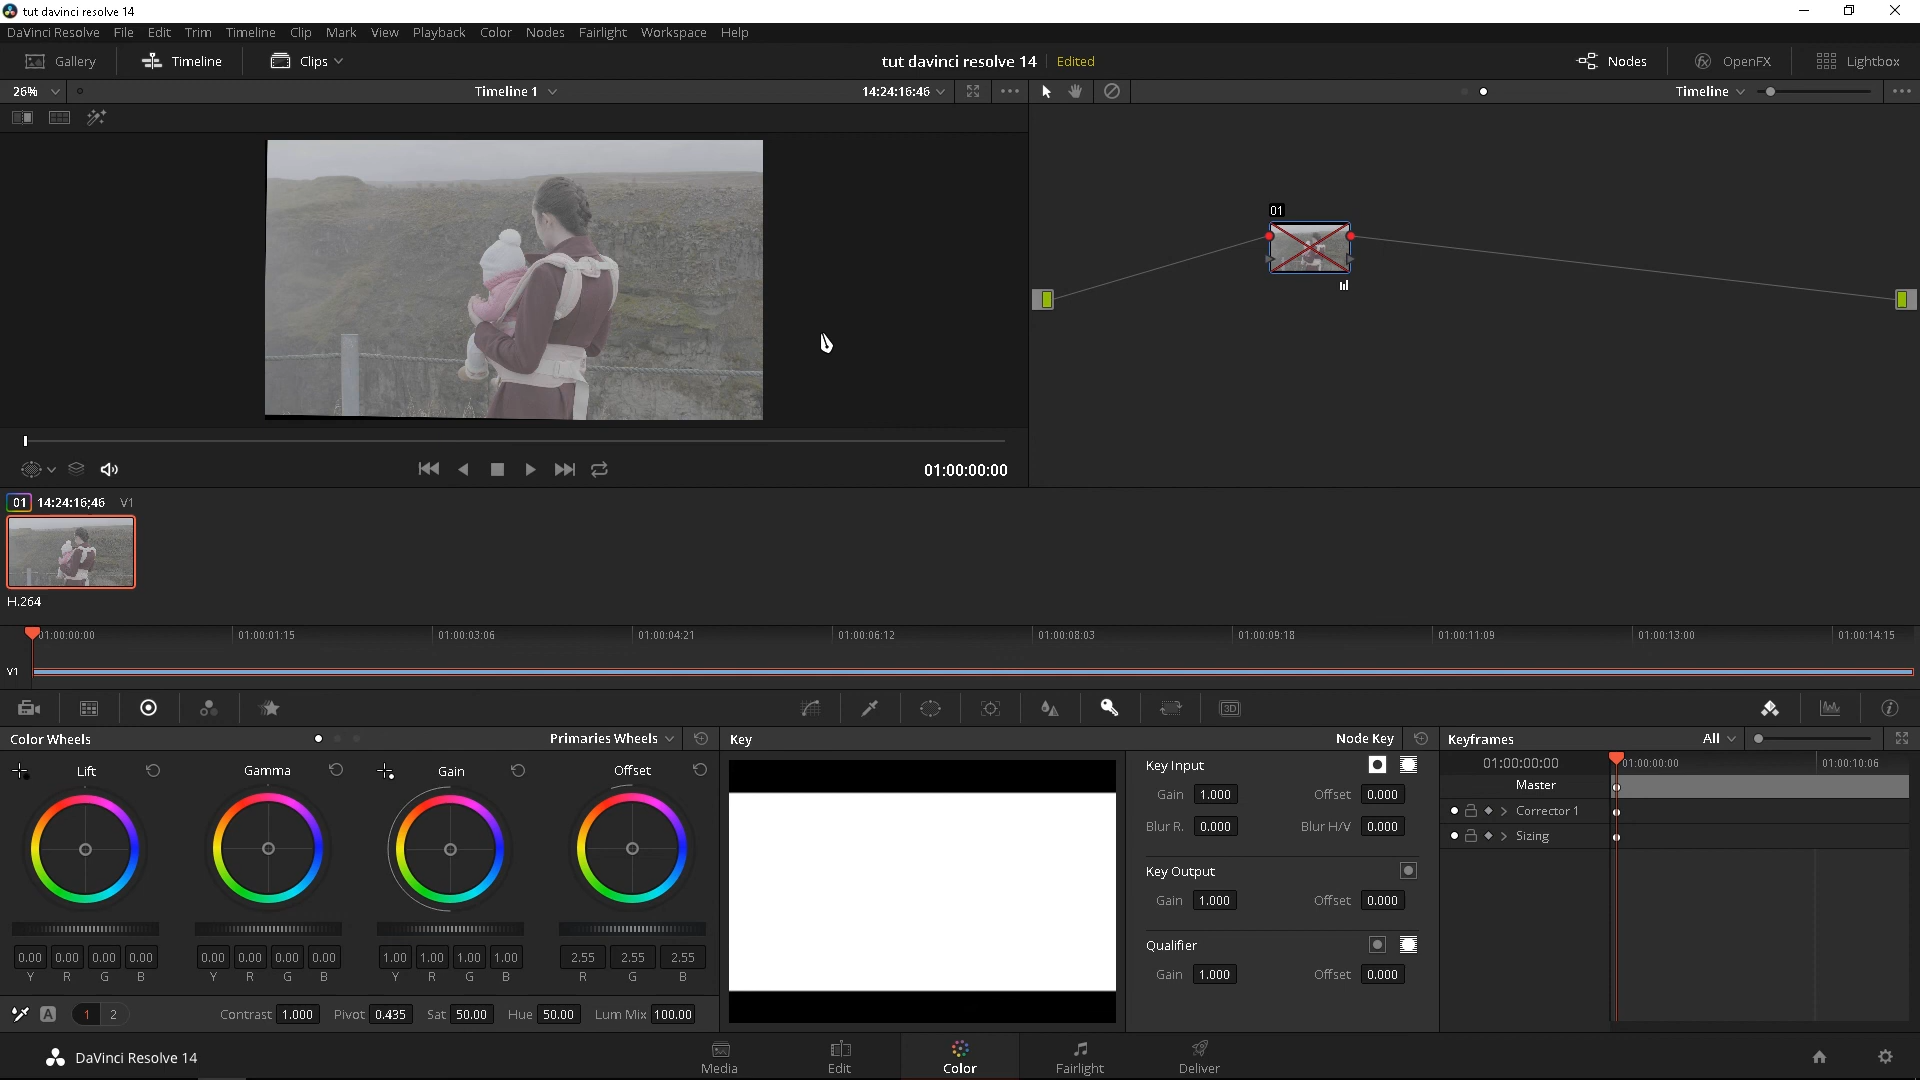 tut davinci resolve 14
DaVinci Resolve File Edit Trim Timeline Clip Mark View Playback Color Nodes Fairlight Workspace Help
Gallery Timeline Clips tut davinci resolve 14 Edited Nodes OpenFX Lightbox
26% Timeline 1 14:24:16:46 Timeline
01
01:00:00:00
01 14:24:16;46 V1
H.264
01:00:00:00 01:00:01:15 01:00:03:06 01:00:04:21 01:00:06:12 01:00:08:03 01:00:09:18 01:00:11:09 01:00:13:00 01:00:14:15
V1
3D
Color Wheels Primaries Wheels Key Node Key Keyframes All
Lift Gamma Gain Offset
Key Input
Gain 1.000 Offset 0.000
Blur R. 0.000 Blur H/V 0.000
Key Output
Gain 1.000 Offset 0.000
Qualifier
Gain 1.000 Offset 0.000
01:00:00:00 01:00:00:00 01:00:10:06
Master
Corrector 1
Sizing
0.00 0.00 0.00 0.00 0.00 0.00 0.00 0.00 1.00 1.00 1.00 1.00 2.55 2.55 2.55
Y R G B Y R G B Y R G B R G B
A 1 2 Contrast 1.000 Pivot 0.435 Sat 50.00 Hue 50.00 Lum Mix 100.00
DaVinci Resolve 14 Media Edit Color Fairlight Deliver